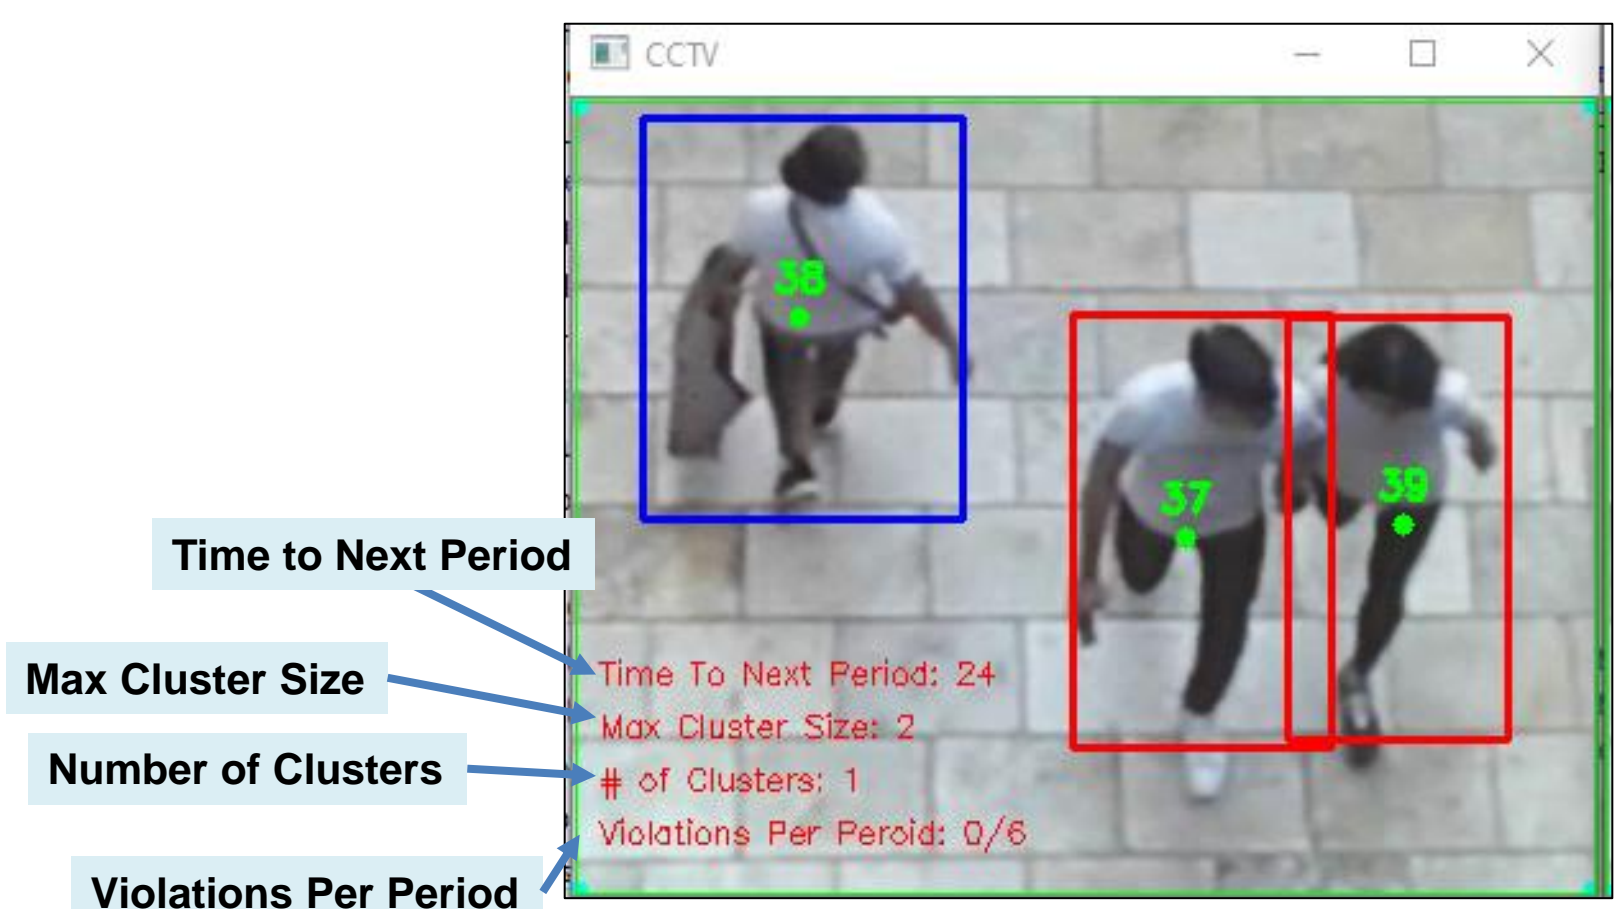 CCTV
38
37
39
Time to Next Period
Time To Next Period: 24
Max Cluster Size
Max Cluster Size: 2
Number of Clusters
# of Clusters: 1
Violations Per Period
Violations Per Peroid: 0/6